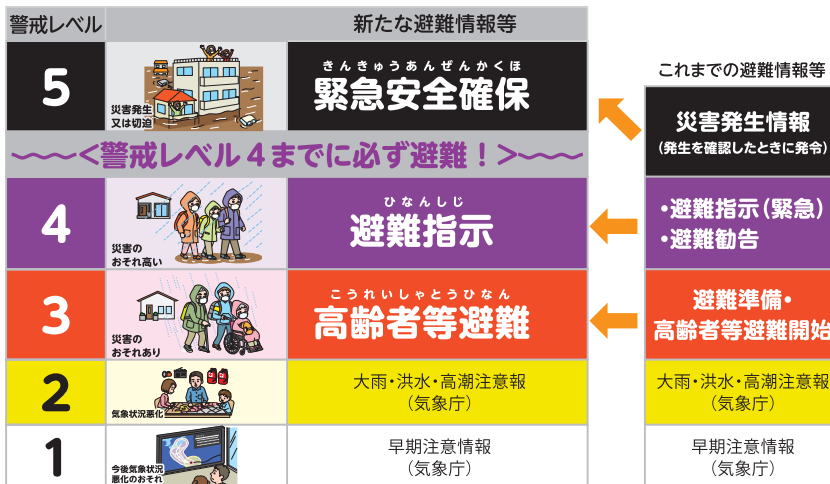 警戒レベル
新たな避難情報等
5
災害発生
又は切迫
きんきゅうあんぜんかくほ
緊急安全確保
〜〜〜<警戒レベル４までに必ず避難！>〜〜〜
4
災害の
おそれ高い
ひなんしじ
避難指示
3
災害の
おそれあり
こうれいしゃとうひなん
高齢者等避難
2
気象状況悪化
大雨・洪水・高潮注意報
（気象庁）
1
今後気象状況
悪化のおそれ
早期注意情報
（気象庁）
これまでの避難情報等
災害発生情報
（発生を確認したときに発令）
・避難指示（緊急）
・避難勧告
避難準備・
高齢者等避難開始
大雨・洪水・高潮注意報
（気象庁）
早期注意情報
（気象庁）